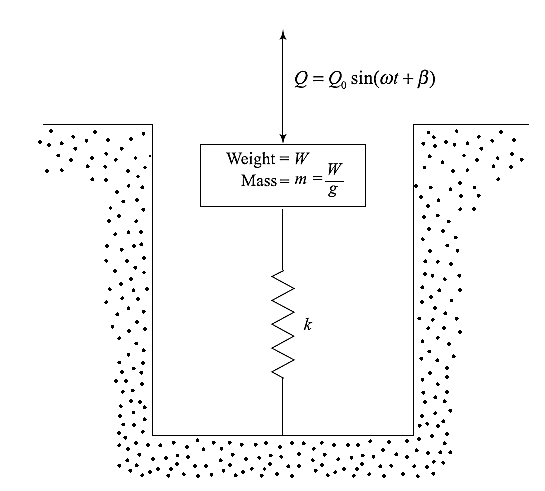 Q = Q₀ sin(ωt + β)
Weight = W
Mass = m = W/g
k